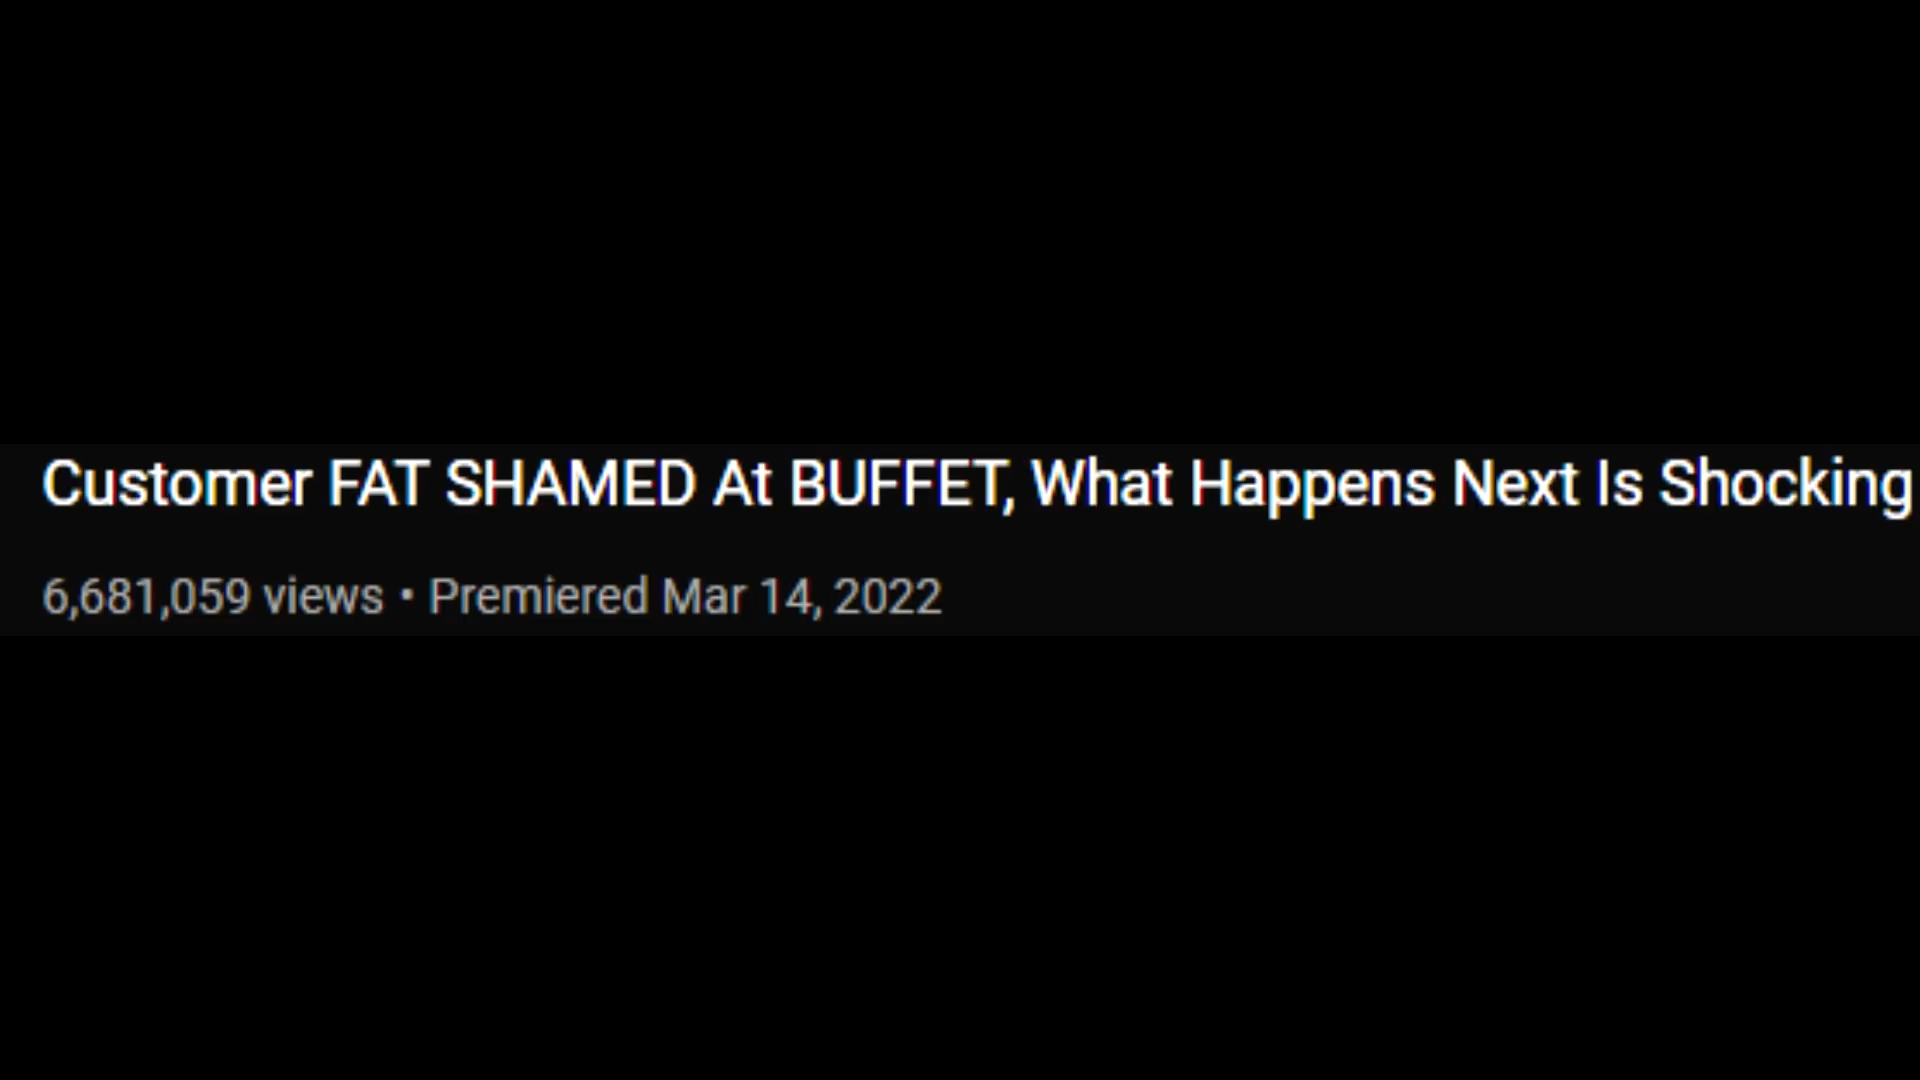 Customer FAT SHAMED At BUFFET, What Happens Next Is Shocking
6,681,059 views • Premiered Mar 14, 2022